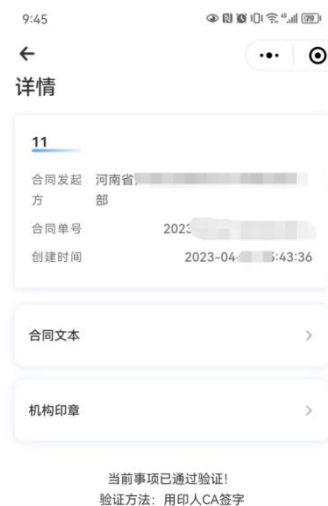 9:45
详情
11
合同发起 河南省
方 部
合同单号 2023
创建时间 2023-04- :43:36
合同文本
机构印章
当前事项已通过验证!
验证方法: 用印人CA签字